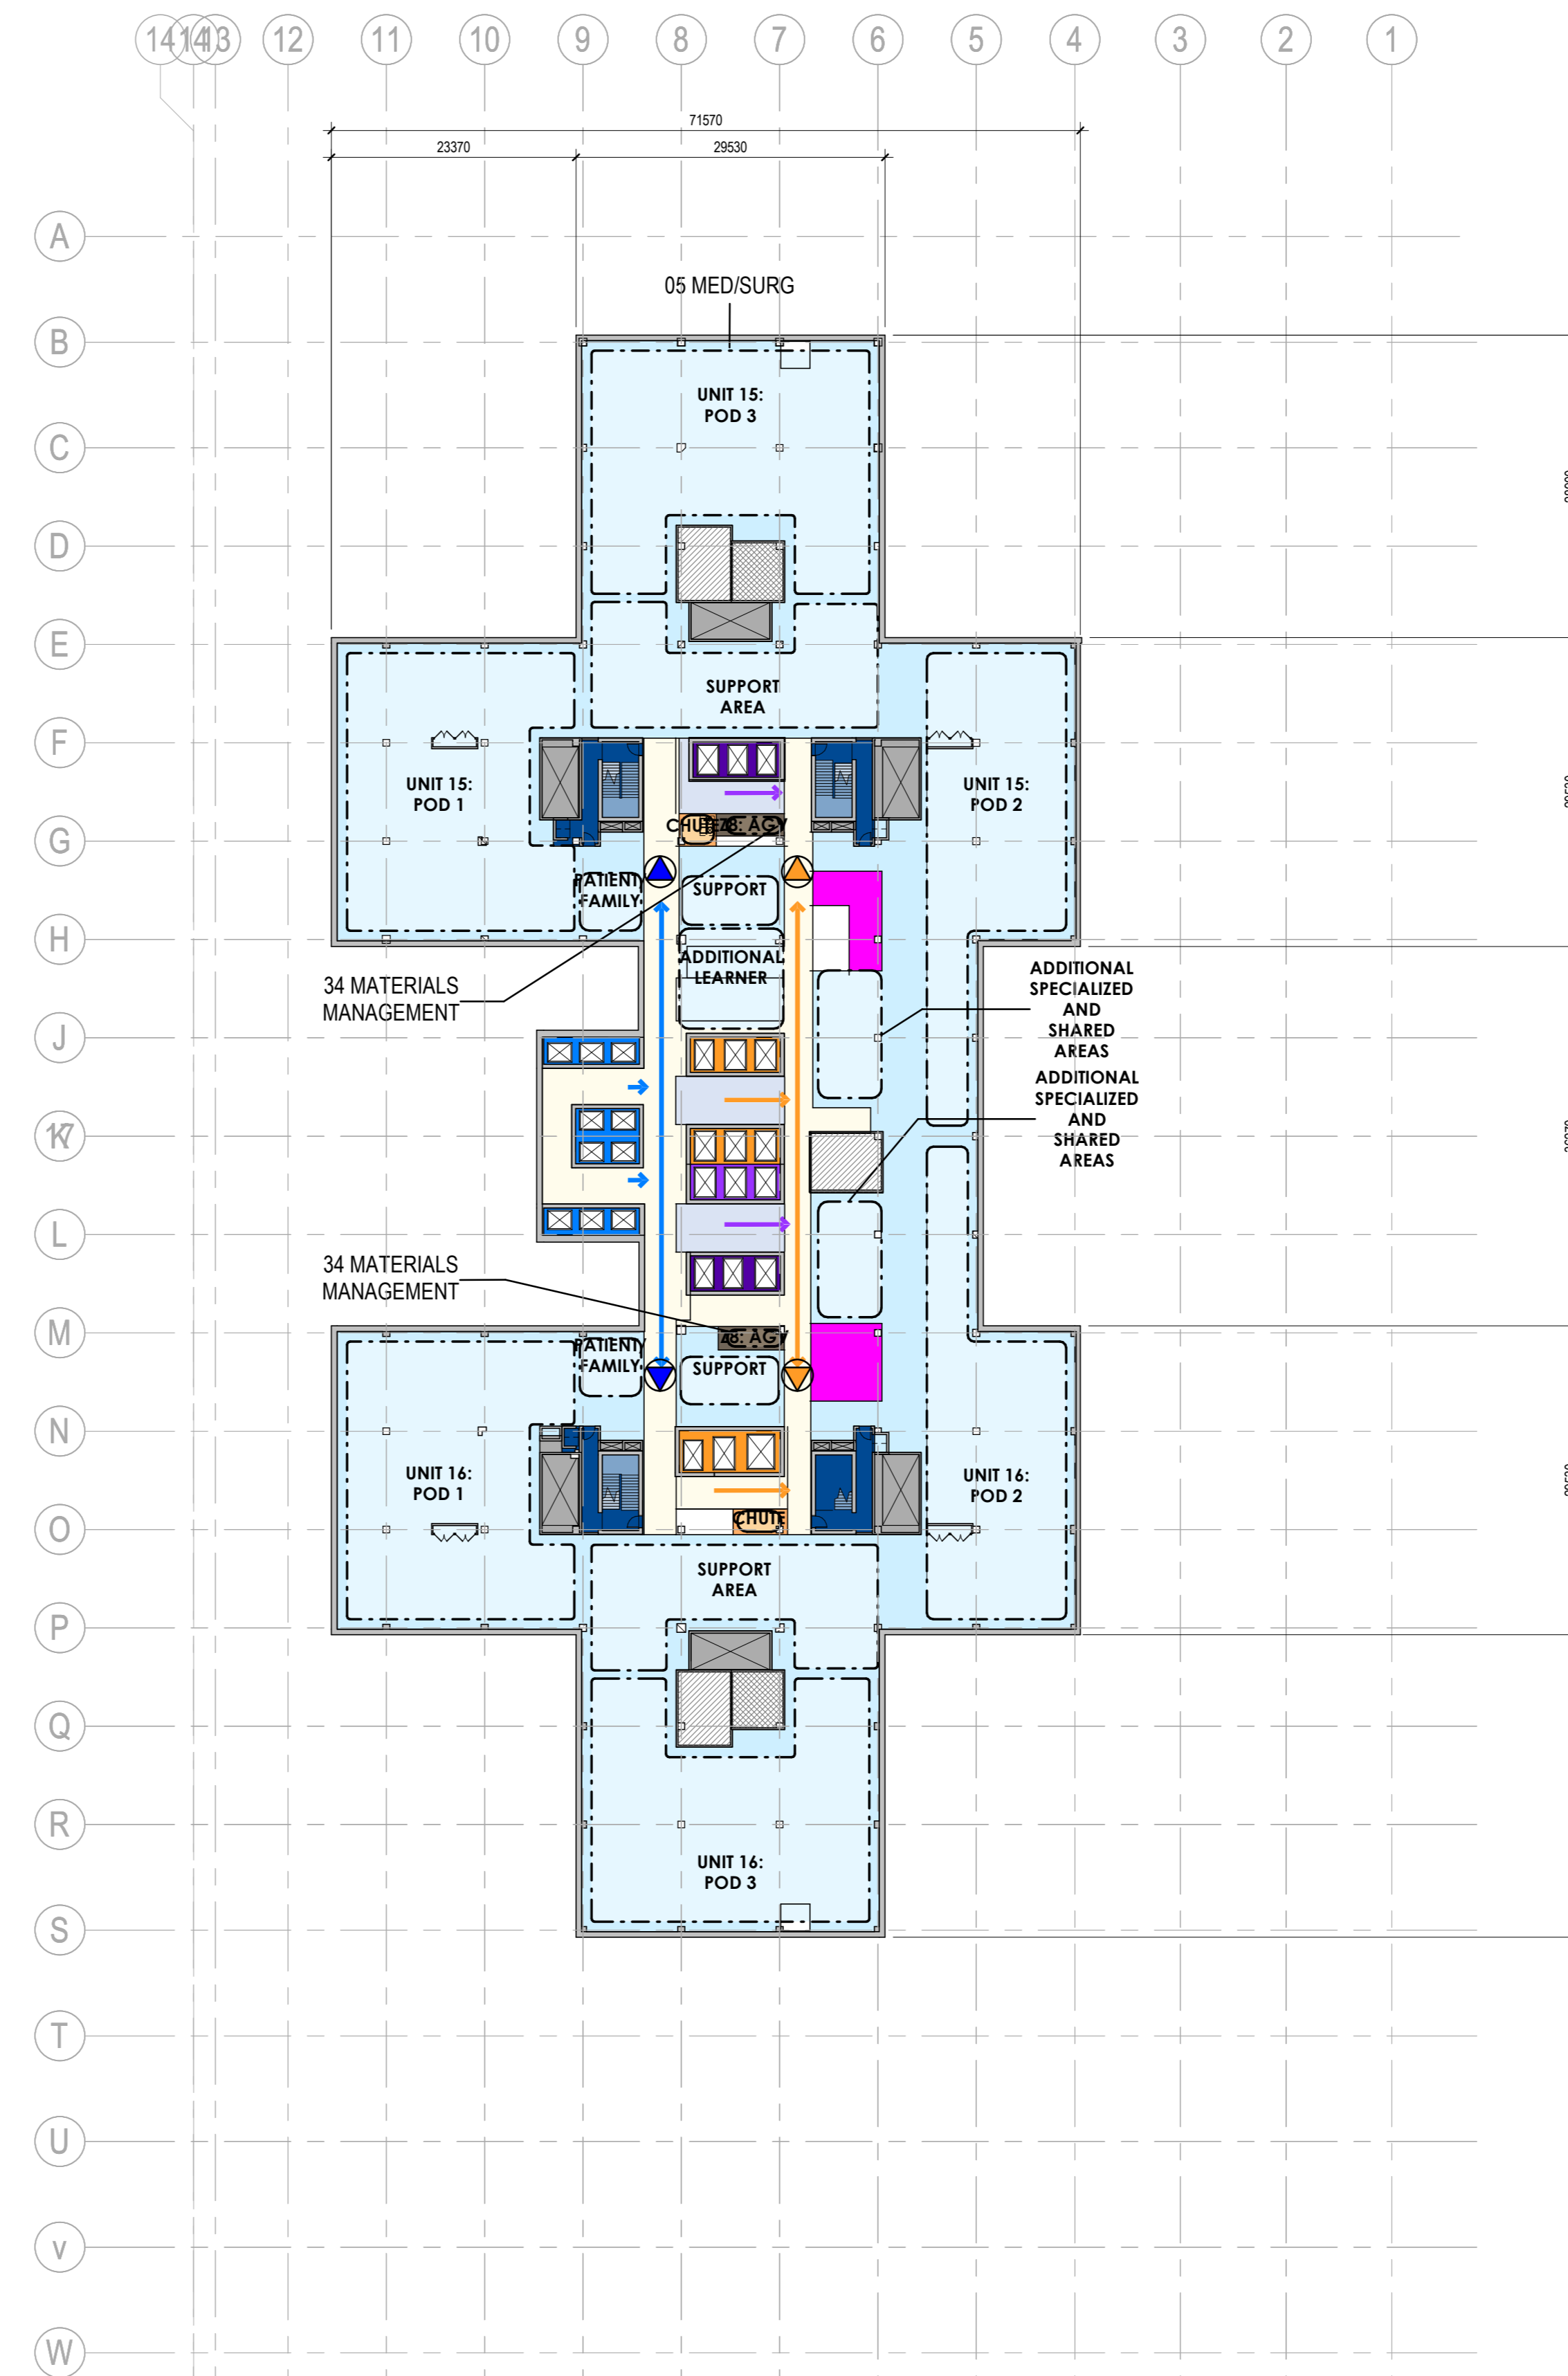 14
14
13
12
11
10
9
8
7
6
5
4
3
2
1
71570
23370
29530
A
05 MED/SURG
B
UNIT 15:
POD 3
C
D
E
SUPPORT
AREA
F
UNIT 15:
POD 1
UNIT 15:
POD 2
CHUTE
28: AGV
G
PATIENT/
FAMILY
SUPPORT
H
ADDITIONAL
LEARNER
ADDITIONAL
SPECIALIZED
AND
SHARED
AREAS
34 MATERIALS
MANAGEMENT
J
ADDITIONAL
SPECIALIZED
AND
SHARED
AREAS
K
17
L
34 MATERIALS
MANAGEMENT
M
28: AGV
PATIENT/
FAMILY
SUPPORT
N
UNIT 16:
POD 1
UNIT 16:
POD 2
CHUTE
O
SUPPORT
AREA
P
Q
R
UNIT 16:
POD 3
S
T
U
v
W